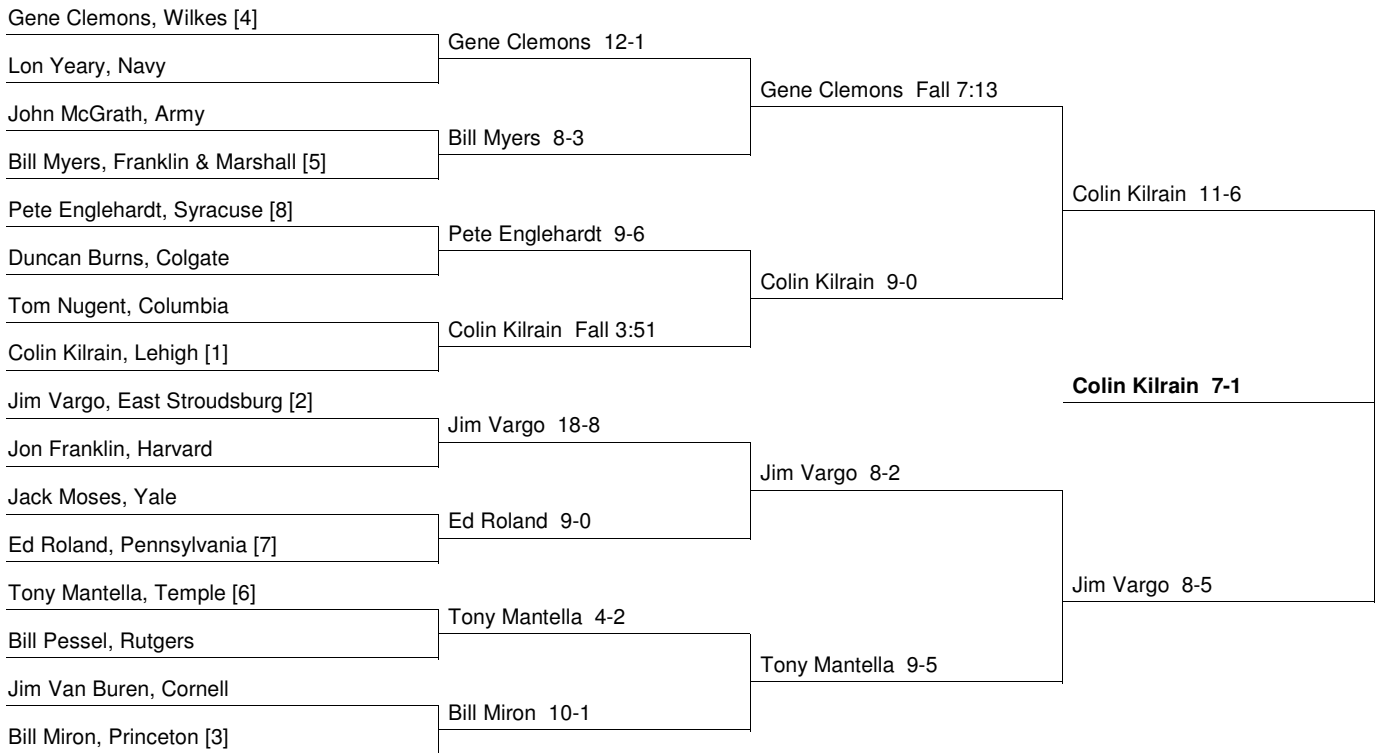 Gene Clemons, Wilkes [4]
Lon Yeary, Navy
John McGrath, Army
Bill Myers, Franklin & Marshall [5]
Pete Englehardt, Syracuse [8]
Duncan Burns, Colgate
Tom Nugent, Columbia
Colin Kilrain, Lehigh [1]
Jim Vargo, East Stroudsburg [2]
Jon Franklin, Harvard
Jack Moses, Yale
Ed Roland, Pennsylvania [7]
Tony Mantella, Temple [6]
Bill Pessel, Rutgers
Jim Van Buren, Cornell
Bill Miron, Princeton [3]
Gene Clemons 12-1
Bill Myers 8-3
Pete Englehardt 9-6
Colin Kilrain Fall 3:51
Jim Vargo 18-8
Ed Roland 9-0
Tony Mantella 4-2
Bill Miron 10-1
Gene Clemons Fall 7:13
Colin Kilrain 9-0
Jim Vargo 8-2
Tony Mantella 9-5
Colin Kilrain 11-6
Jim Vargo 8-5
Colin Kilrain 7-1